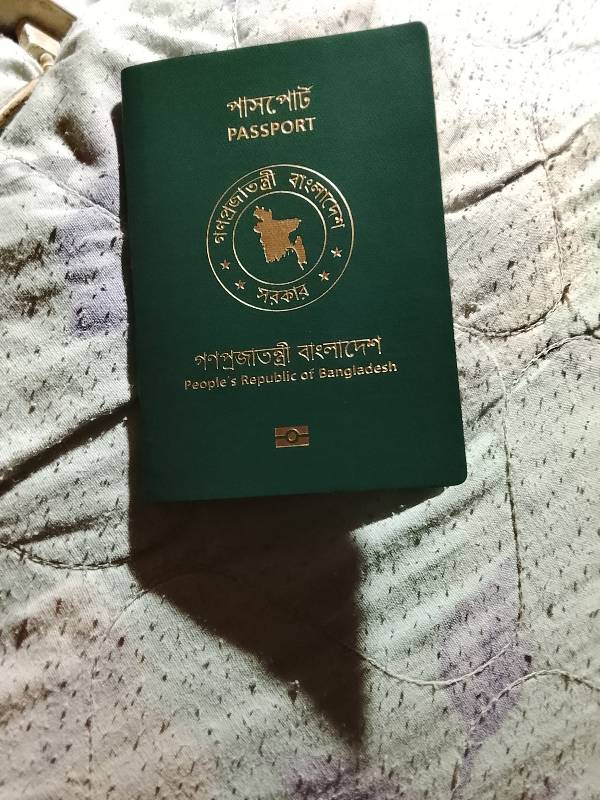 পাসপোর্ট
PASSPORT
গণপ্রজাতন্ত্রী বাংলাদেশ
সরকার
গণপ্রজাতন্ত্রী বাংলাদেশ
People's Republic of Bangladesh